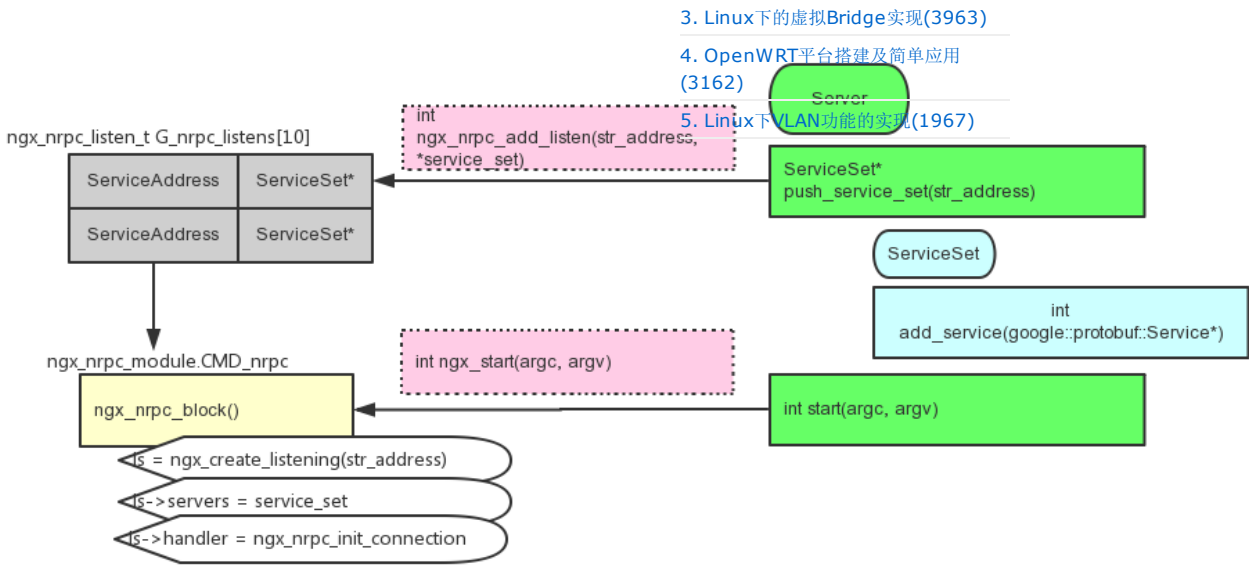 3. Linux下的虚拟Bridge实现(3963)
4. OpenWRT平台搭建及简单应用
(3162)
Server
5. Linux下VLAN功能的实现(1967)
int
ngx_nrpc_add_listen(str_address,
*service_set)
ngx_nrpc_listen_t G_nrpc_listens[10]
ServiceAddress ServiceSet*
ServiceSet*
push_service_set(str_address)
ServiceAddress ServiceSet*
ServiceSet
int
add_service(google::protobuf::Service*)
ngx_nrpc_module.CMD_nrpc
int ngx_start(argc, argv)
ngx_nrpc_block()
int start(argc, argv)
ls = ngx_create_listening(str_address)
ls->servers = service_set
ls->handler = ngx_nrpc_init_connection